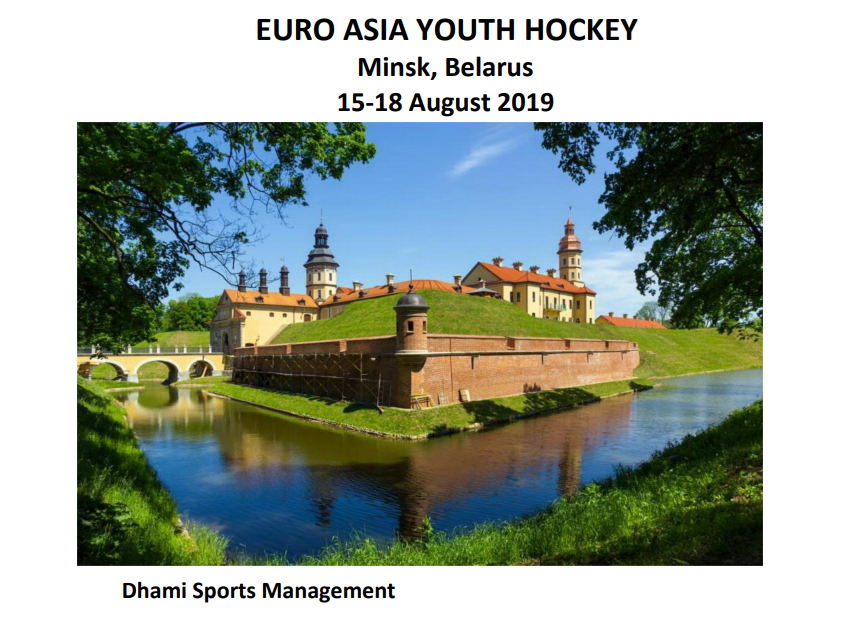 EURO ASIA YOUTH HOCKEY
Minsk, Belarus
15-18 August 2019
Dhami Sports Management